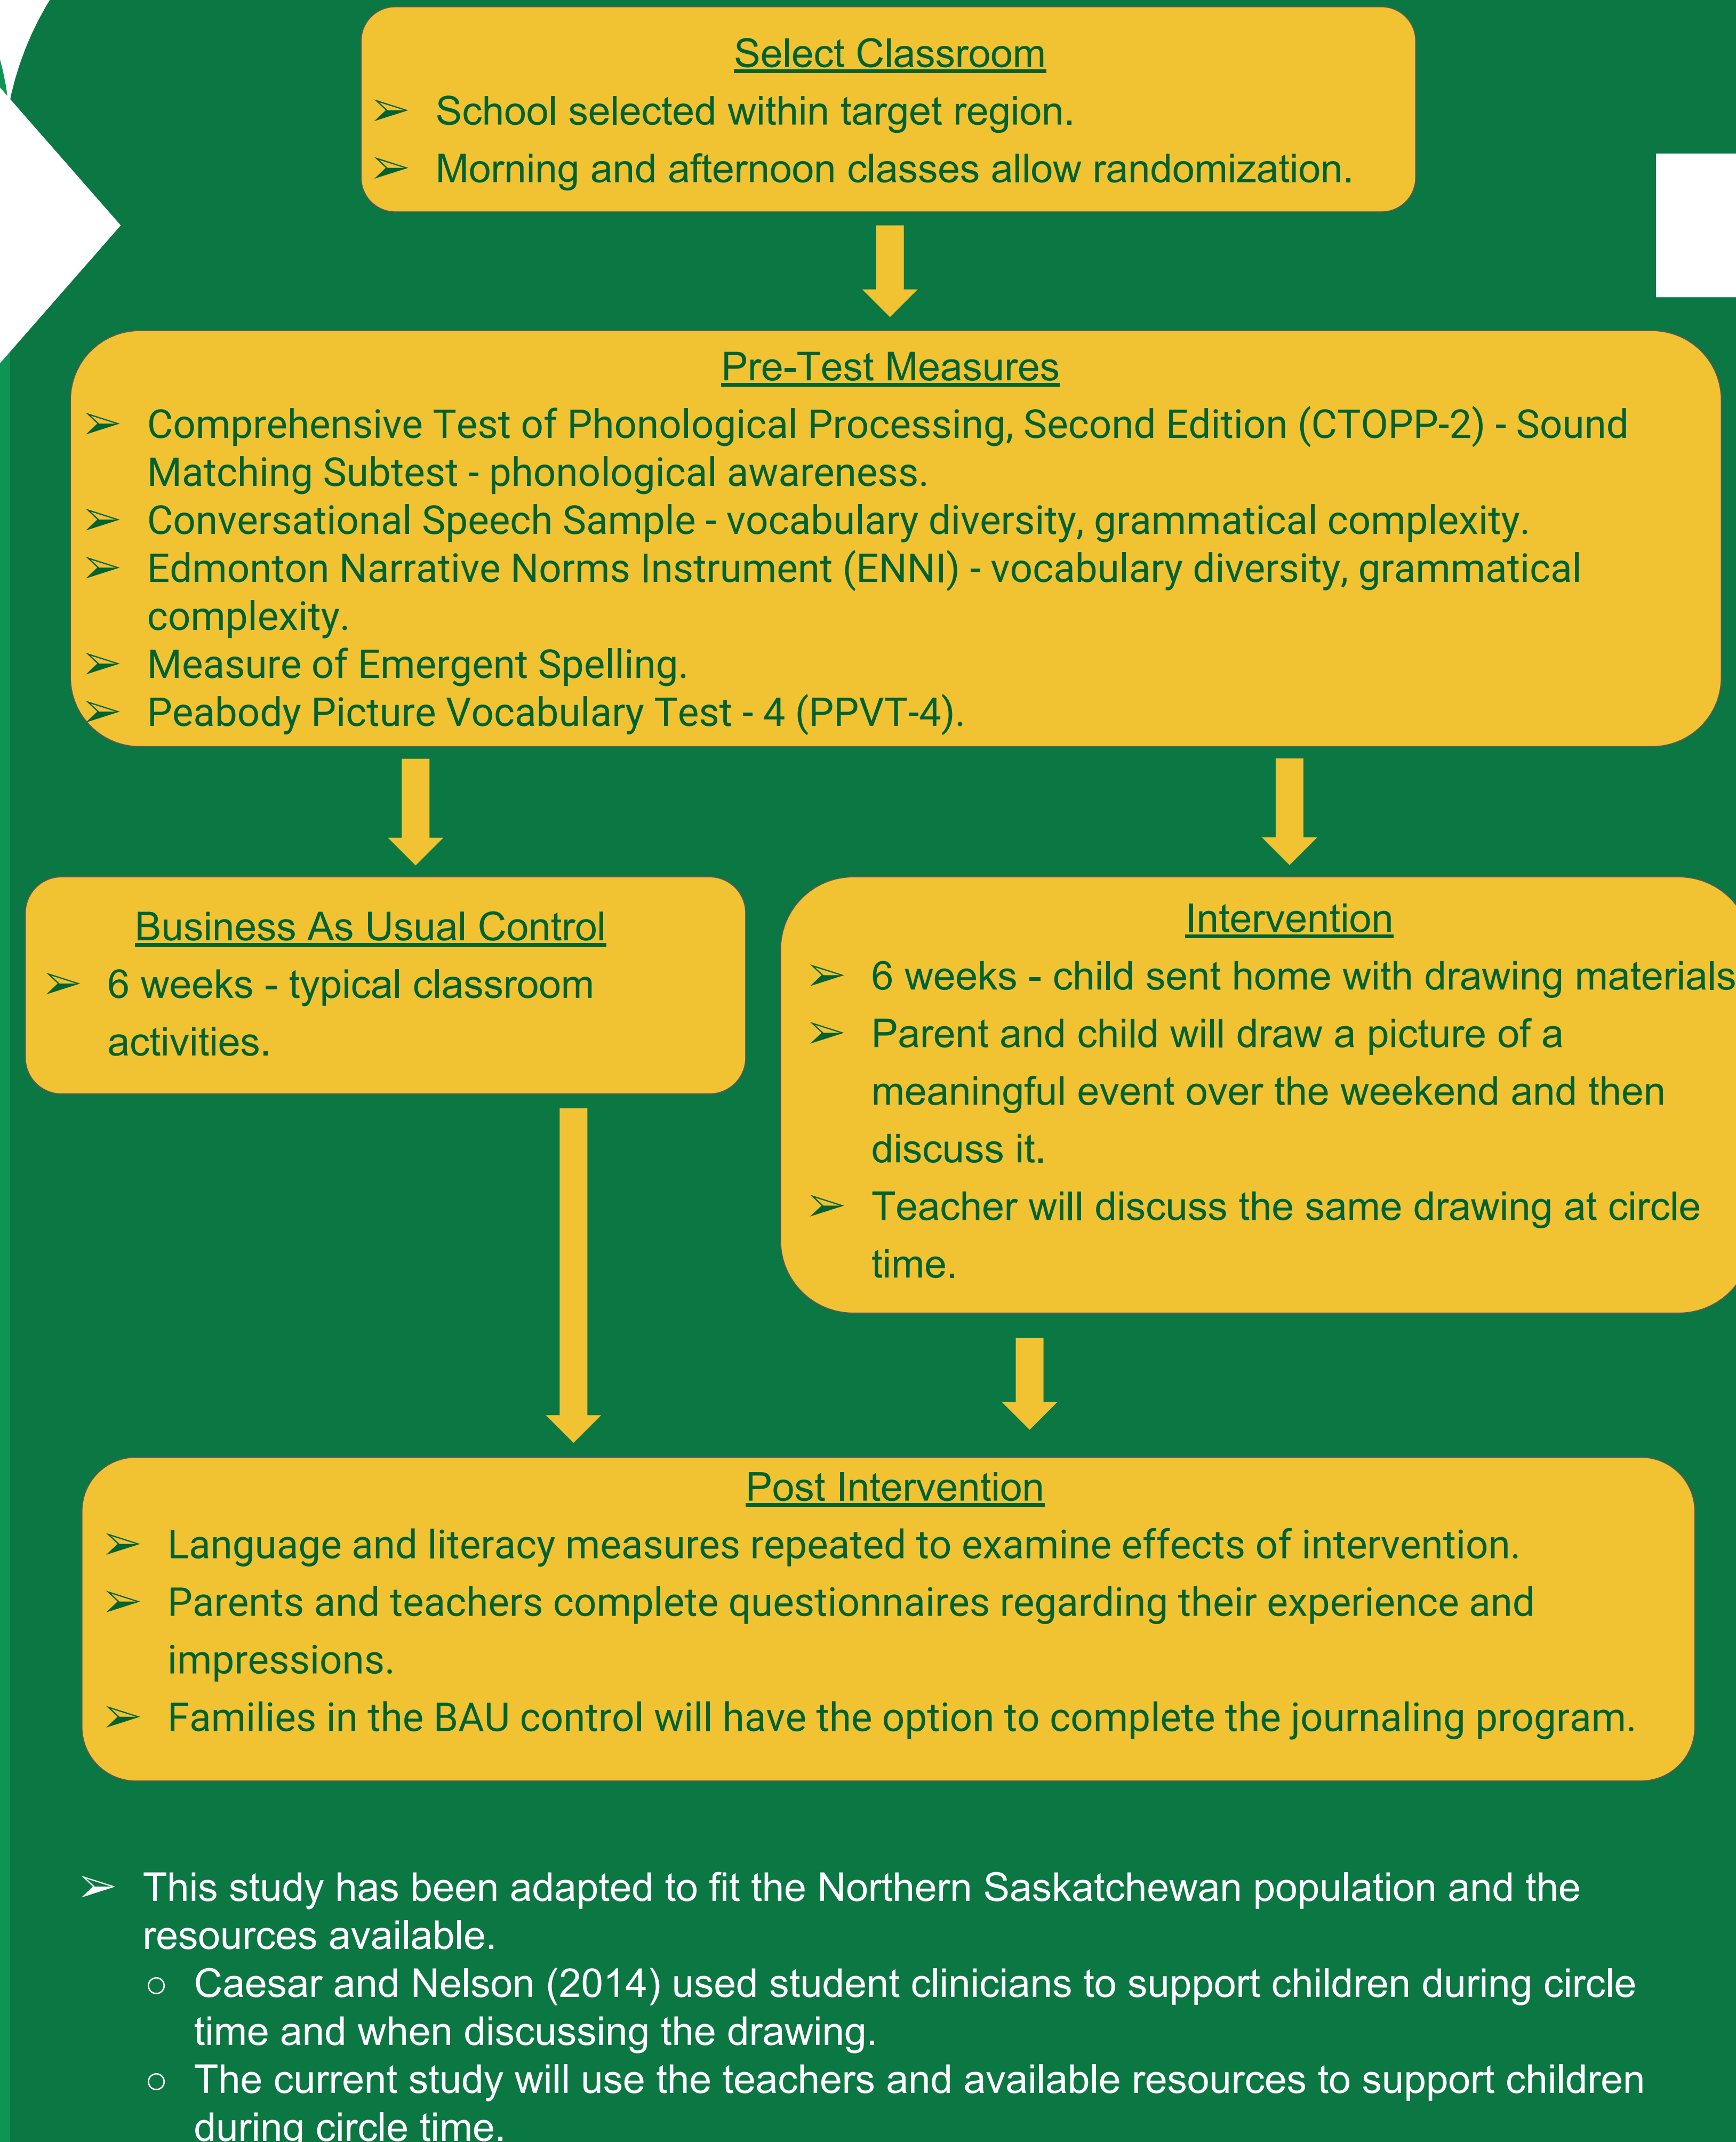 Select Classroom
➢ School selected within target region.
➢ Morning and afternoon classes allow randomization.
Pre-Test Measures
➢ Comprehensive Test of Phonological Processing, Second Edition (CTOPP-2) - Sound
Matching Subtest - phonological awareness.
➢ Conversational Speech Sample - vocabulary diversity, grammatical complexity.
➢ Edmonton Narrative Norms Instrument (ENNI) - vocabulary diversity, grammatical
complexity.
➢ Measure of Emergent Spelling.
➢ Peabody Picture Vocabulary Test - 4 (PPVT-4).
Business As Usual Control
➢ 6 weeks - typical classroom
activities.
Intervention
➢ 6 weeks - child sent home with drawing materials
➢ Parent and child will draw a picture of a
meaningful event over the weekend and then
discuss it.
➢ Teacher will discuss the same drawing at circle
time.
Post Intervention
➢ Language and literacy measures repeated to examine effects of intervention.
➢ Parents and teachers complete questionnaires regarding their experience and
impressions.
➢ Families in the BAU control will have the option to complete the journaling program.
➢ This study has been adapted to fit the Northern Saskatchewan population and the
resources available.
○ Caesar and Nelson (2014) used student clinicians to support children during circle
time and when discussing the drawing.
○ The current study will use the teachers and available resources to support children
during circle time.